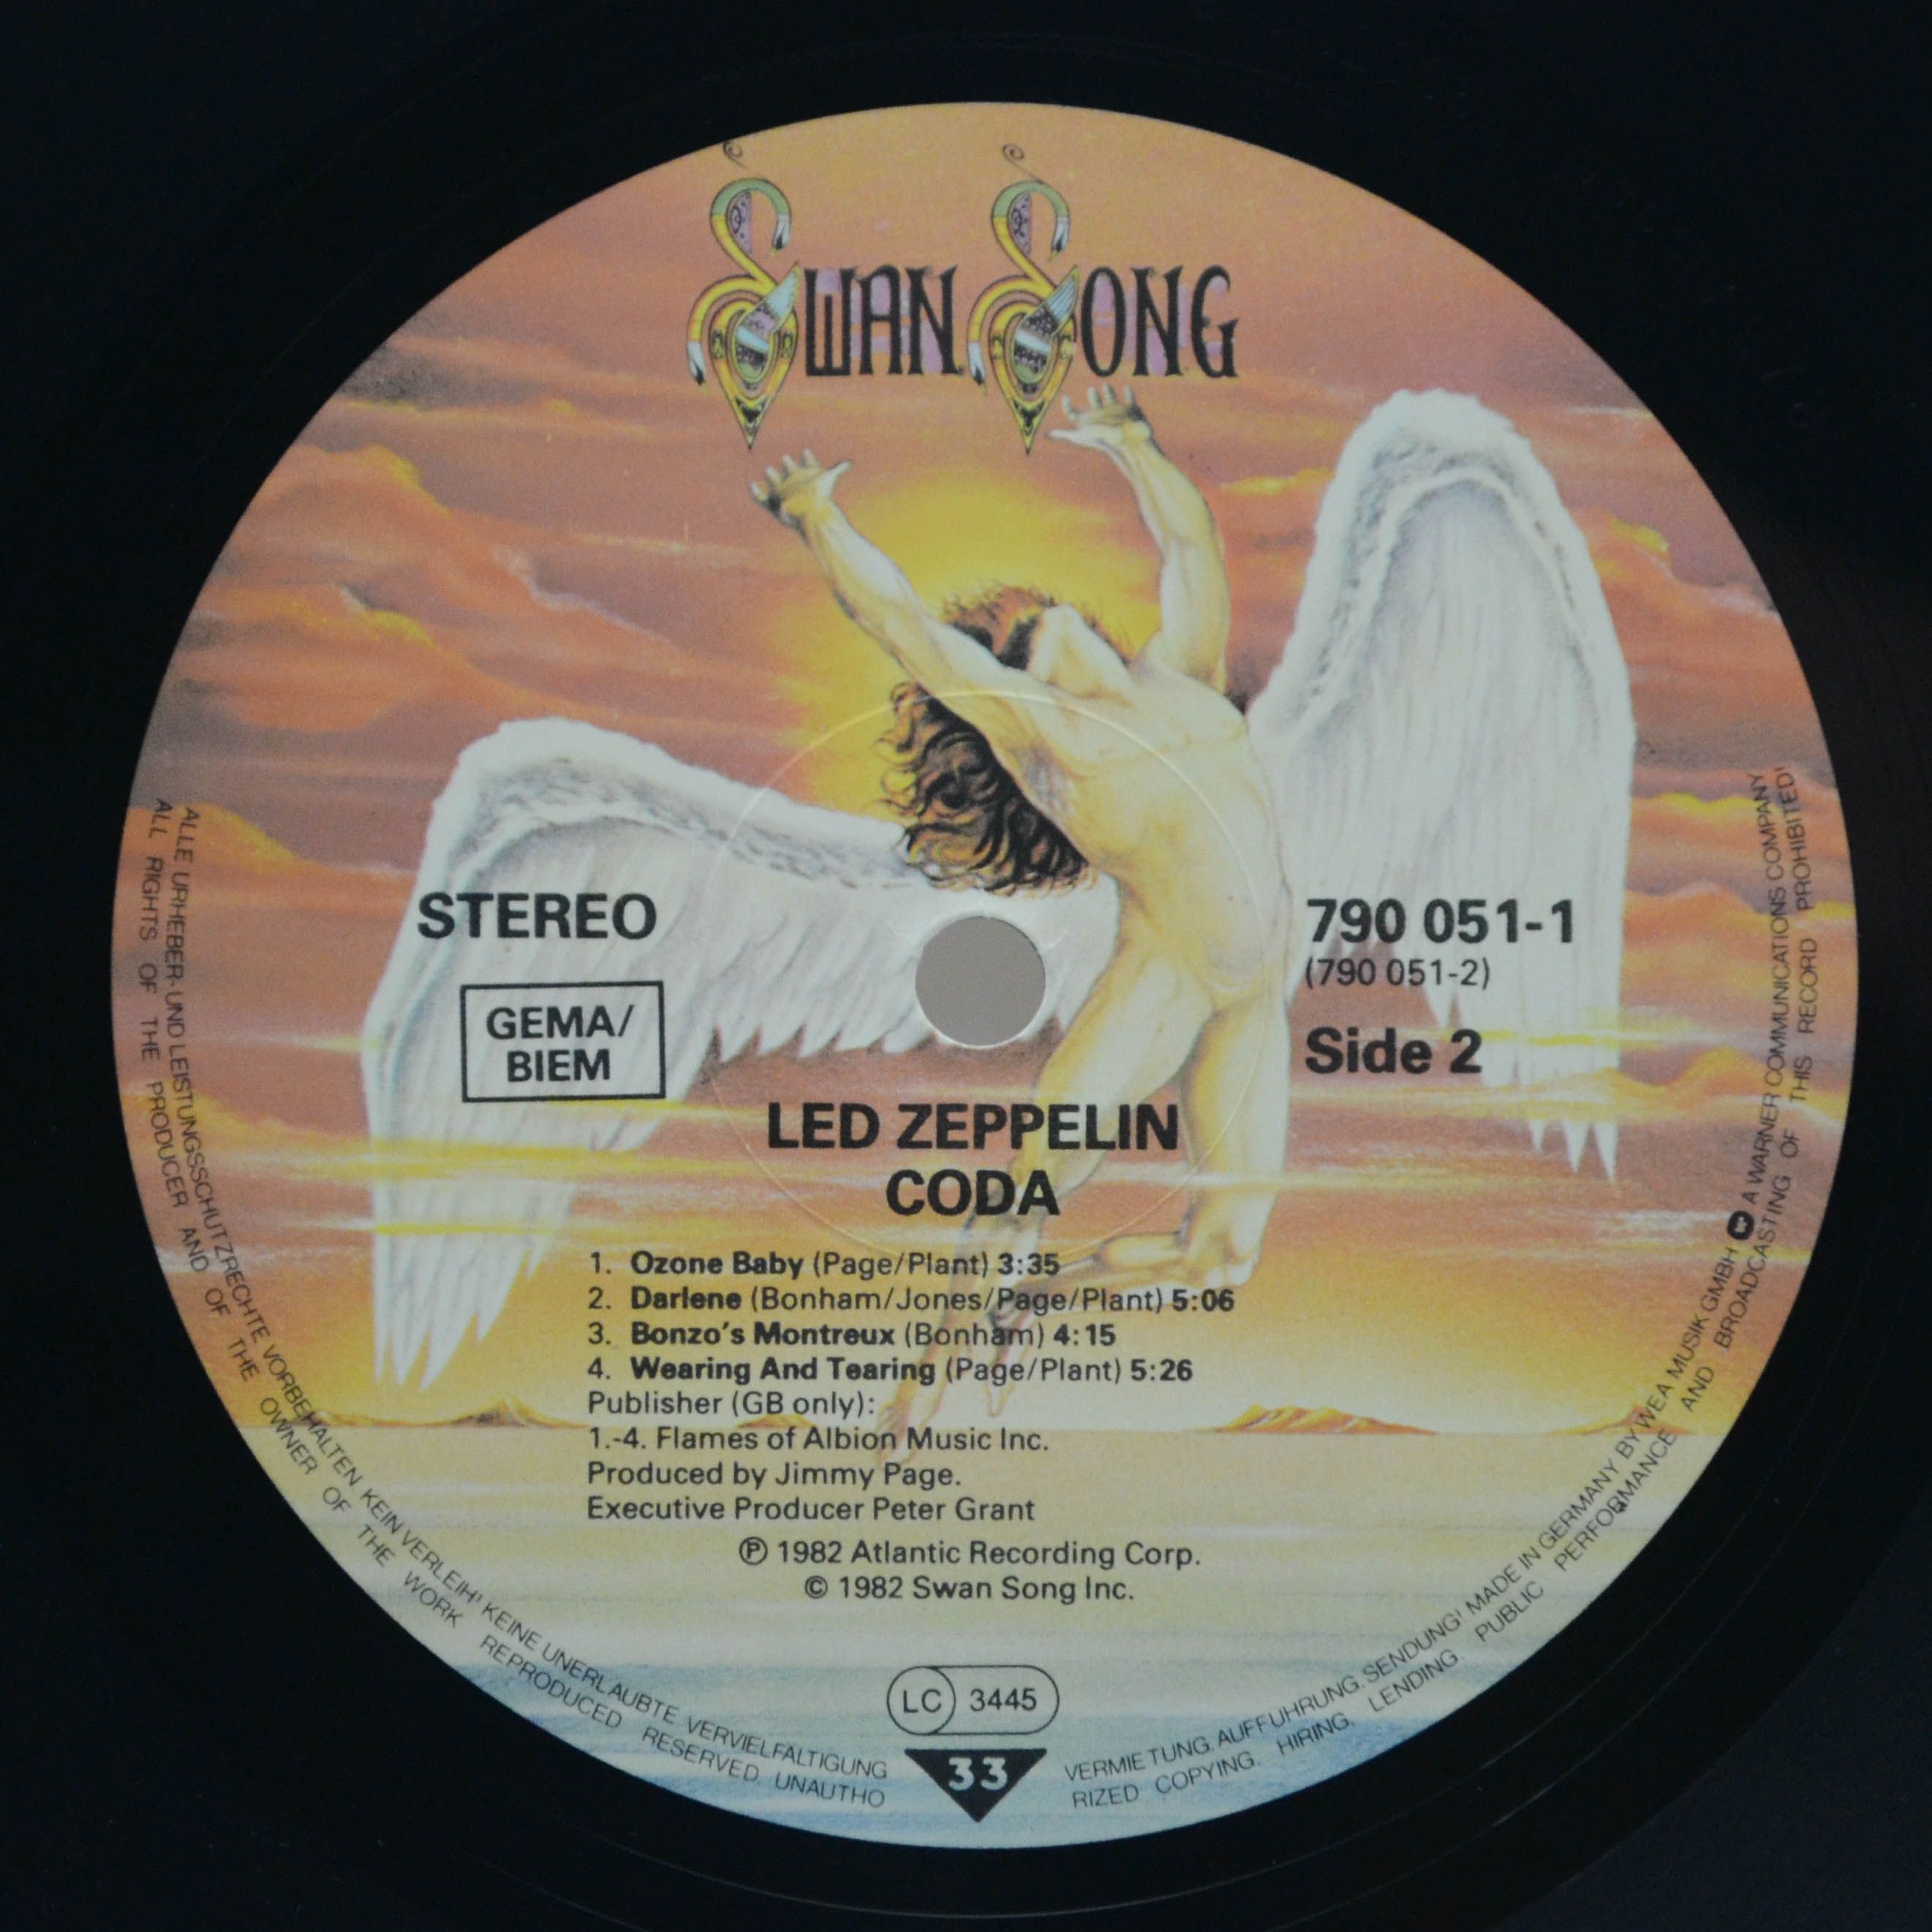 SWAN SONG
STEREO
GEMA/
BIEM
790 051-1
(790 051-2)
Side 2
LED ZEPPELIN
CODA
1. Ozone Baby (Page/Plant) 3:35
2. Darlene (Bonham/Jones/Page/Plant) 5:06
3. Bonzo's Montreux (Bonham) 4:15
4. Wearing And Tearing (Page/Plant) 5:26
Publisher (GB only):
1.-4. Flames of Albion Music Inc.
Produced by Jimmy Page.
Executive Producer Peter Grant
℗ 1982 Atlantic Recording Corp.
© 1982 Swan Song Inc.
LC 3445
33
ALLE URHEBER- UND LEISTUNGSSCHUTZRECHTE VORBEHALTEN KEIN VERLEIH! KEINE UNERLAUBTE VERVIELFALTIGUNG VERMIETUNG AUFFUHRUNG, SENDUNG! MADE IN GERMANY BY WEA MUSIK GMBH A WARNER COMMUNICATIONS COMPANY
ALL RIGHTS OF THE PRODUCER AND OF THE OWNER OF THE WORK REPRODUCED RESERVED. UNAUTHORIZED COPYING, HIRING, LENDING, PUBLIC PERFORMANCE AND BROADCASTING OF THIS RECORD PROHIBITED!